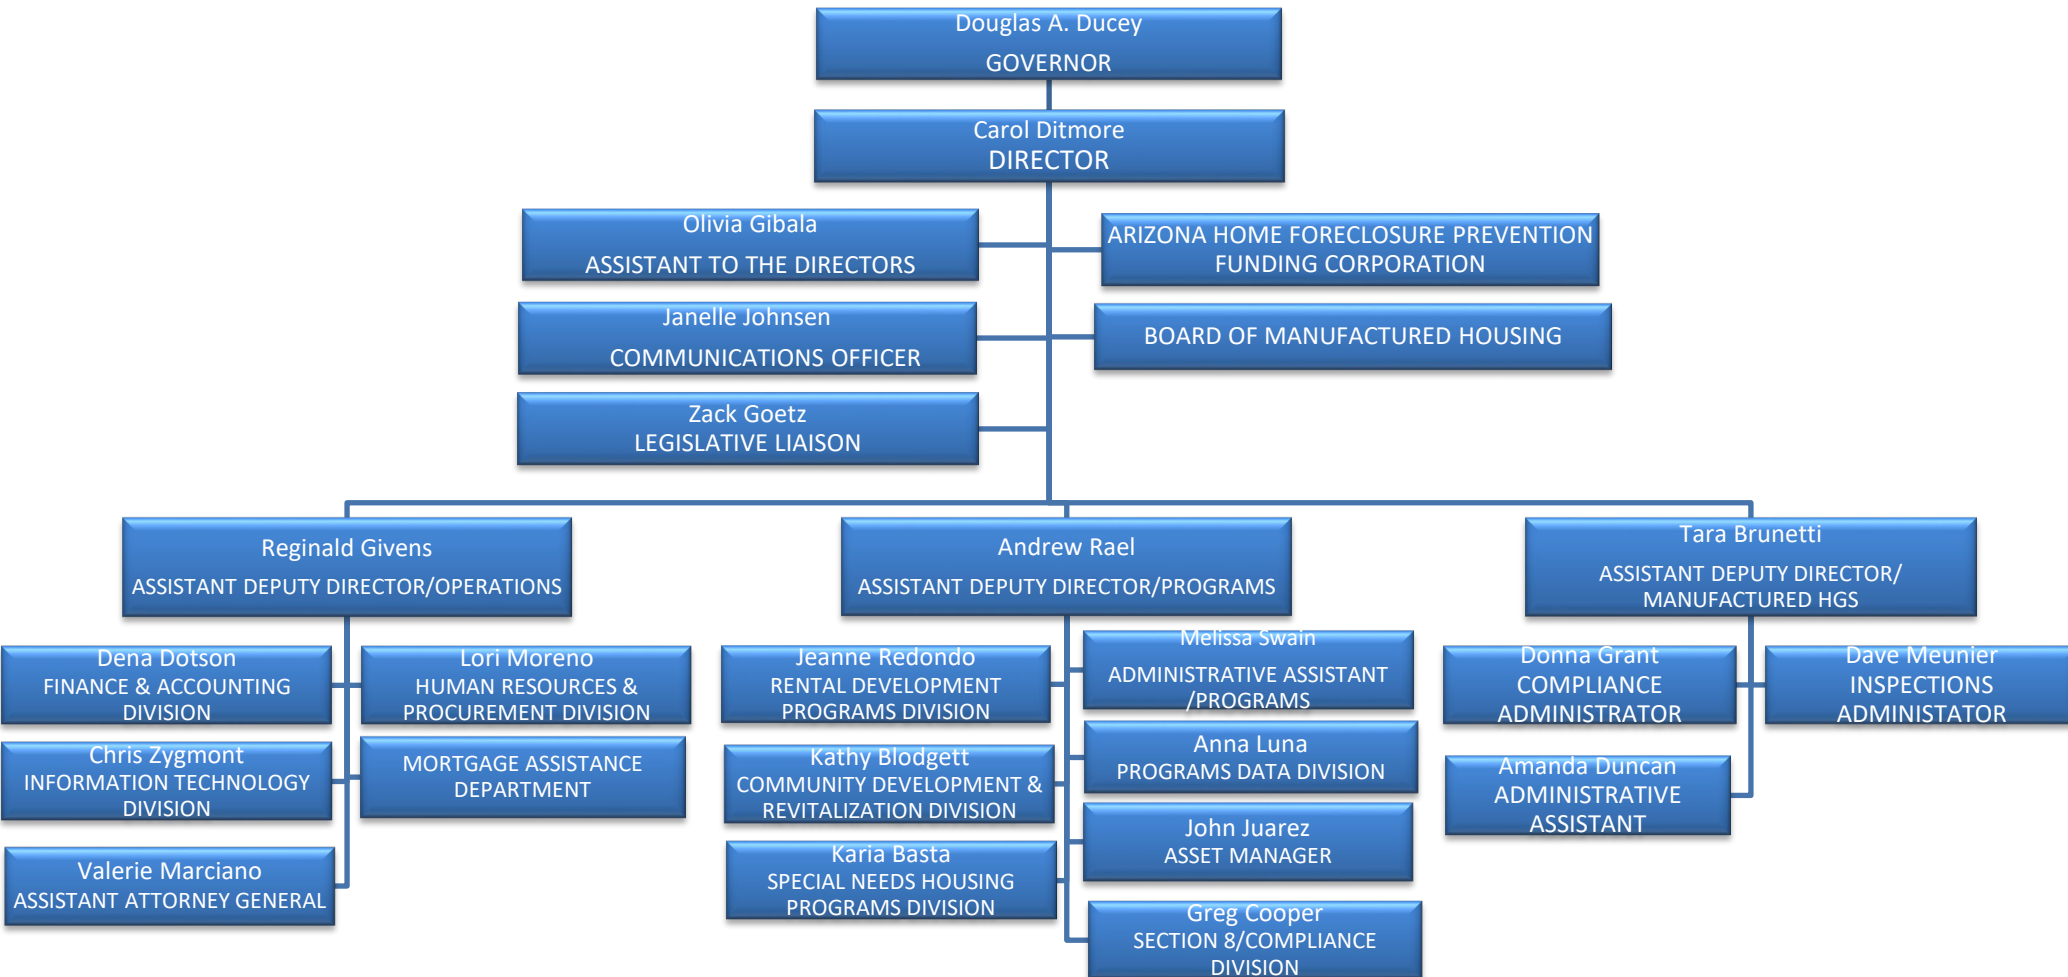 Douglas A. Ducey
GOVERNOR
Carol Ditmore
DIRECTOR
Olivia Gibala
ASSISTANT TO THE DIRECTORS
ARIZONA HOME FORECLOSURE PREVENTION
FUNDING CORPORATION
Janelle Johnsen
COMMUNICATIONS OFFICER
BOARD OF MANUFACTURED HOUSING
Zack Goetz
LEGISLATIVE LIAISON
Reginald Givens
ASSISTANT DEPUTY DIRECTOR/OPERATIONS
Andrew Rael
ASSISTANT DEPUTY DIRECTOR/PROGRAMS
Tara Brunetti
ASSISTANT DEPUTY DIRECTOR/
MANUFACTURED HGS
Dena Dotson
FINANCE & ACCOUNTING
DIVISION
Lori Moreno
HUMAN RESOURCES &
PROCUREMENT DIVISION
Chris Zygmont
INFORMATION TECHNOLOGY
DIVISION
MORTGAGE ASSISTANCE
DEPARTMENT
Valerie Marciano
ASSISTANT ATTORNEY GENERAL
Jeanne Redondo
RENTAL DEVELOPMENT
PROGRAMS DIVISION
Melissa Swain
ADMINISTRATIVE ASSISTANT
/PROGRAMS
Kathy Blodgett
COMMUNITY DEVELOPMENT &
REVITALIZATION DIVISION
Anna Luna
PROGRAMS DATA DIVISION
Karia Basta
SPECIAL NEEDS HOUSING
PROGRAMS DIVISION
John Juarez
ASSET MANAGER
Greg Cooper
SECTION 8/COMPLIANCE
DIVISION
Donna Grant
COMPLIANCE
ADMINISTRATOR
Dave Meunier
INSPECTIONS
ADMINISTATOR
Amanda Duncan
ADMINISTRATIVE
ASSISTANT